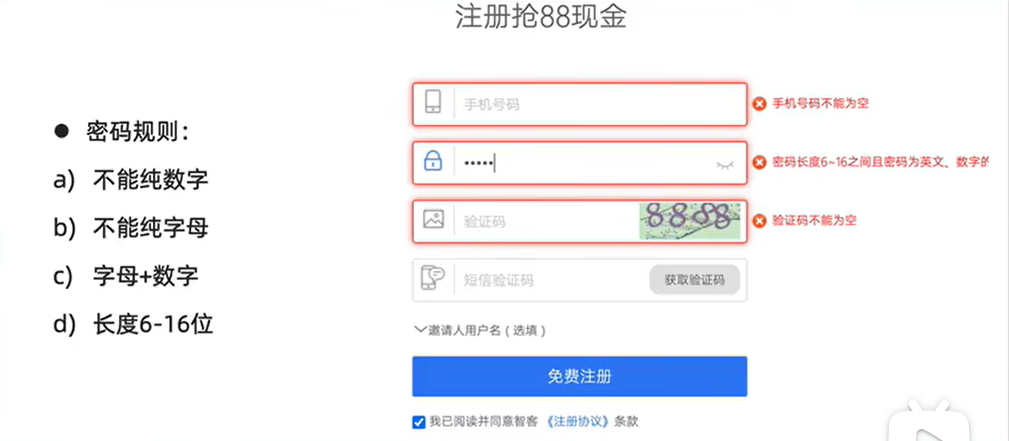 注册抢88现金
● 密码规则：
a) 不能纯数字
b) 不能纯字母
c) 字母+数字
d) 长度6-16位
手机号码
手机号码不能为空
•••••
密码长度6~16之间且密码为英文、数字的
验证码
8888
验证码不能为空
短信验证码
获取验证码
邀请人用户名（选填）
免费注册
我已阅读并同意智客《注册协议》条款